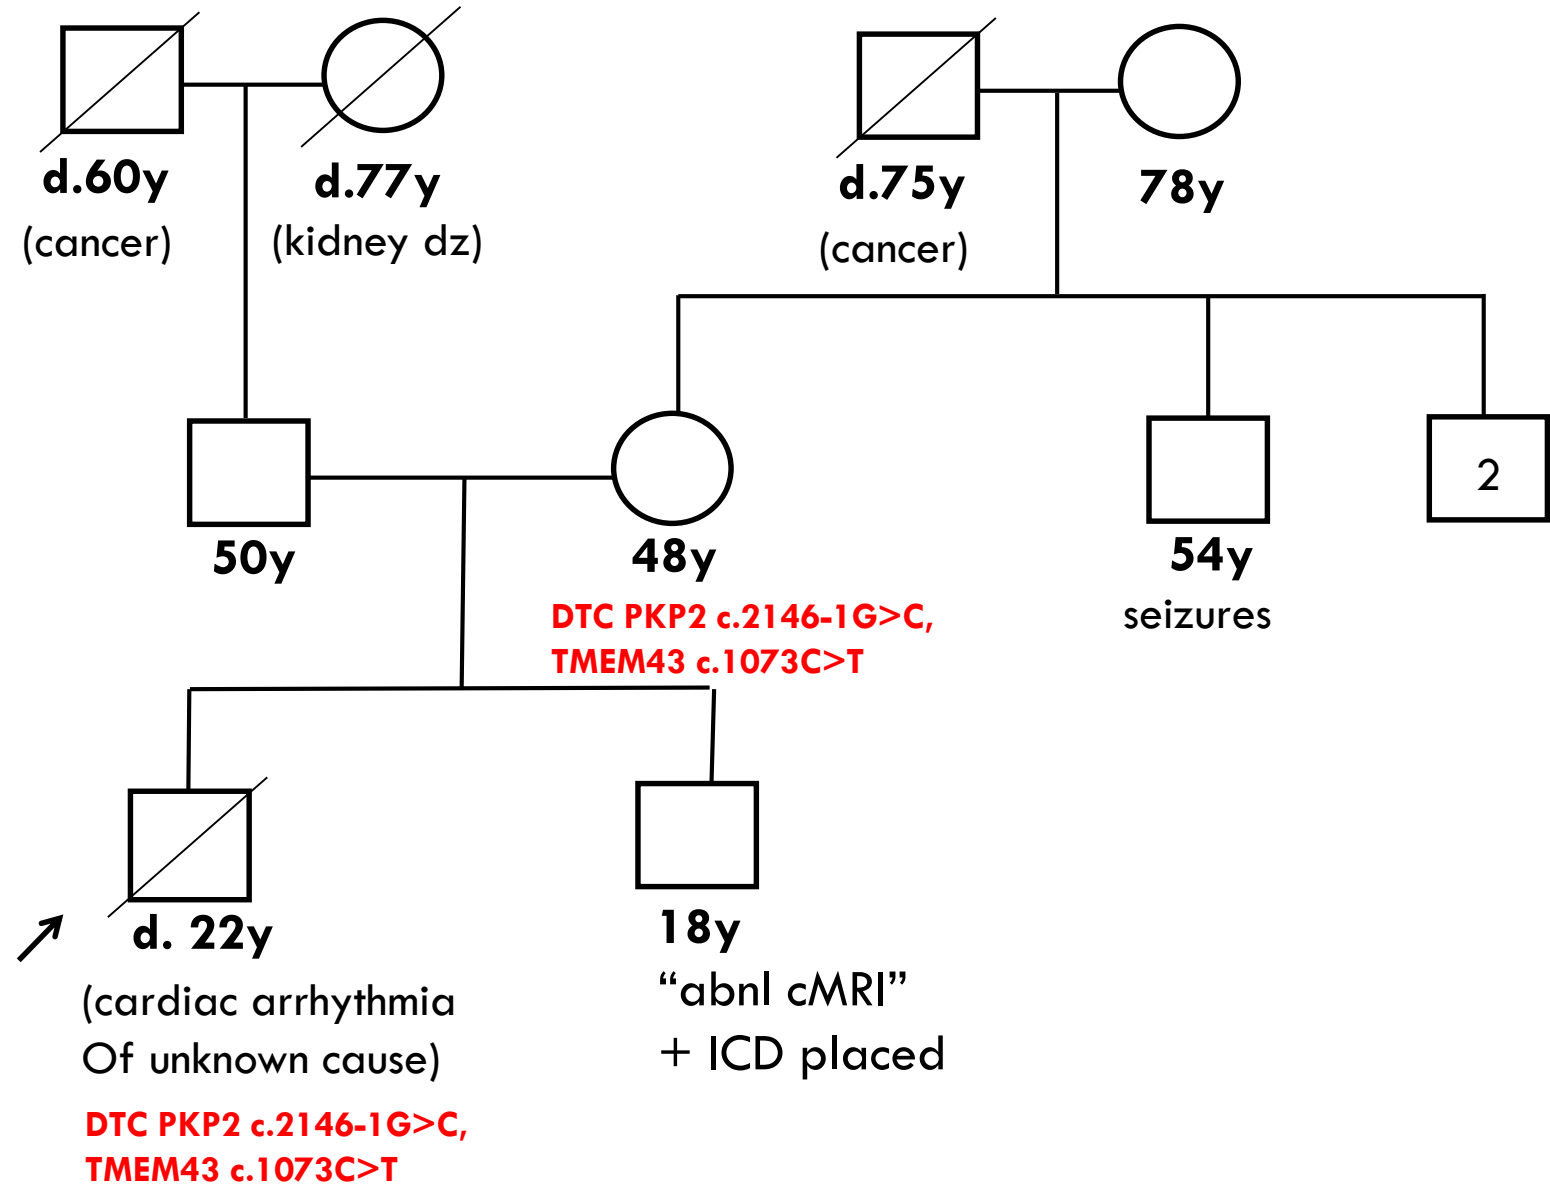 d.60y
(cancer)
d.77y
(kidney dz)
d.75y
(cancer)
78y
50y
48y
DTC PKP2 c.2146-1G>C,
TMEM43 c.1073C>T
54y
seizures
2
d. 22y
(cardiac arrhythmia
Of unknown cause)
DTC PKP2 c.2146-1G>C,
TMEM43 c.1073C>T
18y
“abnl cMRI”
+ ICD placed